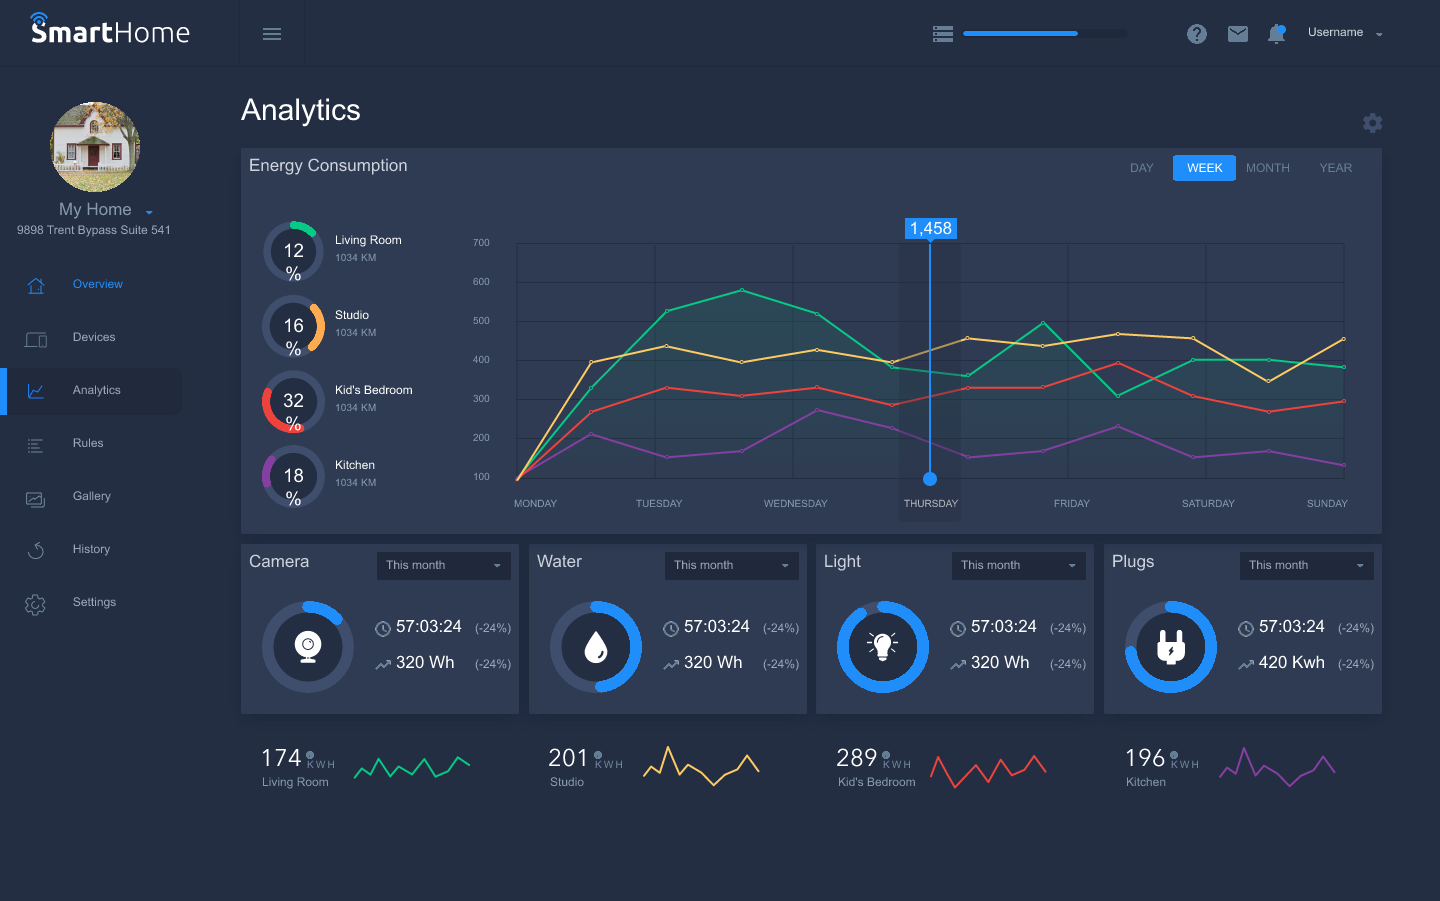 SmartHome
Username
My Home
9898 Trent Bypass Suite 541
Overview
Devices
Analytics
Rules
Gallery
History
Settings
Analytics
Energy Consumption
DAY
WEEK
MONTH
YEAR
12
%
Living Room
1034 KM
16
%
Studio
1034 KM
32
%
Kid's Bedroom
1034 KM
18
%
Kitchen
1034 KM
1,458
700
600
500
400
300
200
100
MONDAY
TUESDAY
WEDNESDAY
THURSDAY
FRIDAY
SATURDAY
SUNDAY
Camera
This month
57:03:24 (-24%)
320 Wh (-24%)
Water
This month
57:03:24 (-24%)
320 Wh (-24%)
Light
This month
57:03:24 (-24%)
320 Wh (-24%)
Plugs
This month
57:03:24 (-24%)
420 Kwh (-24%)
174 KWH
Living Room
201 KWH
Studio
289 KWH
Kid's Bedroom
196 KWH
Kitchen